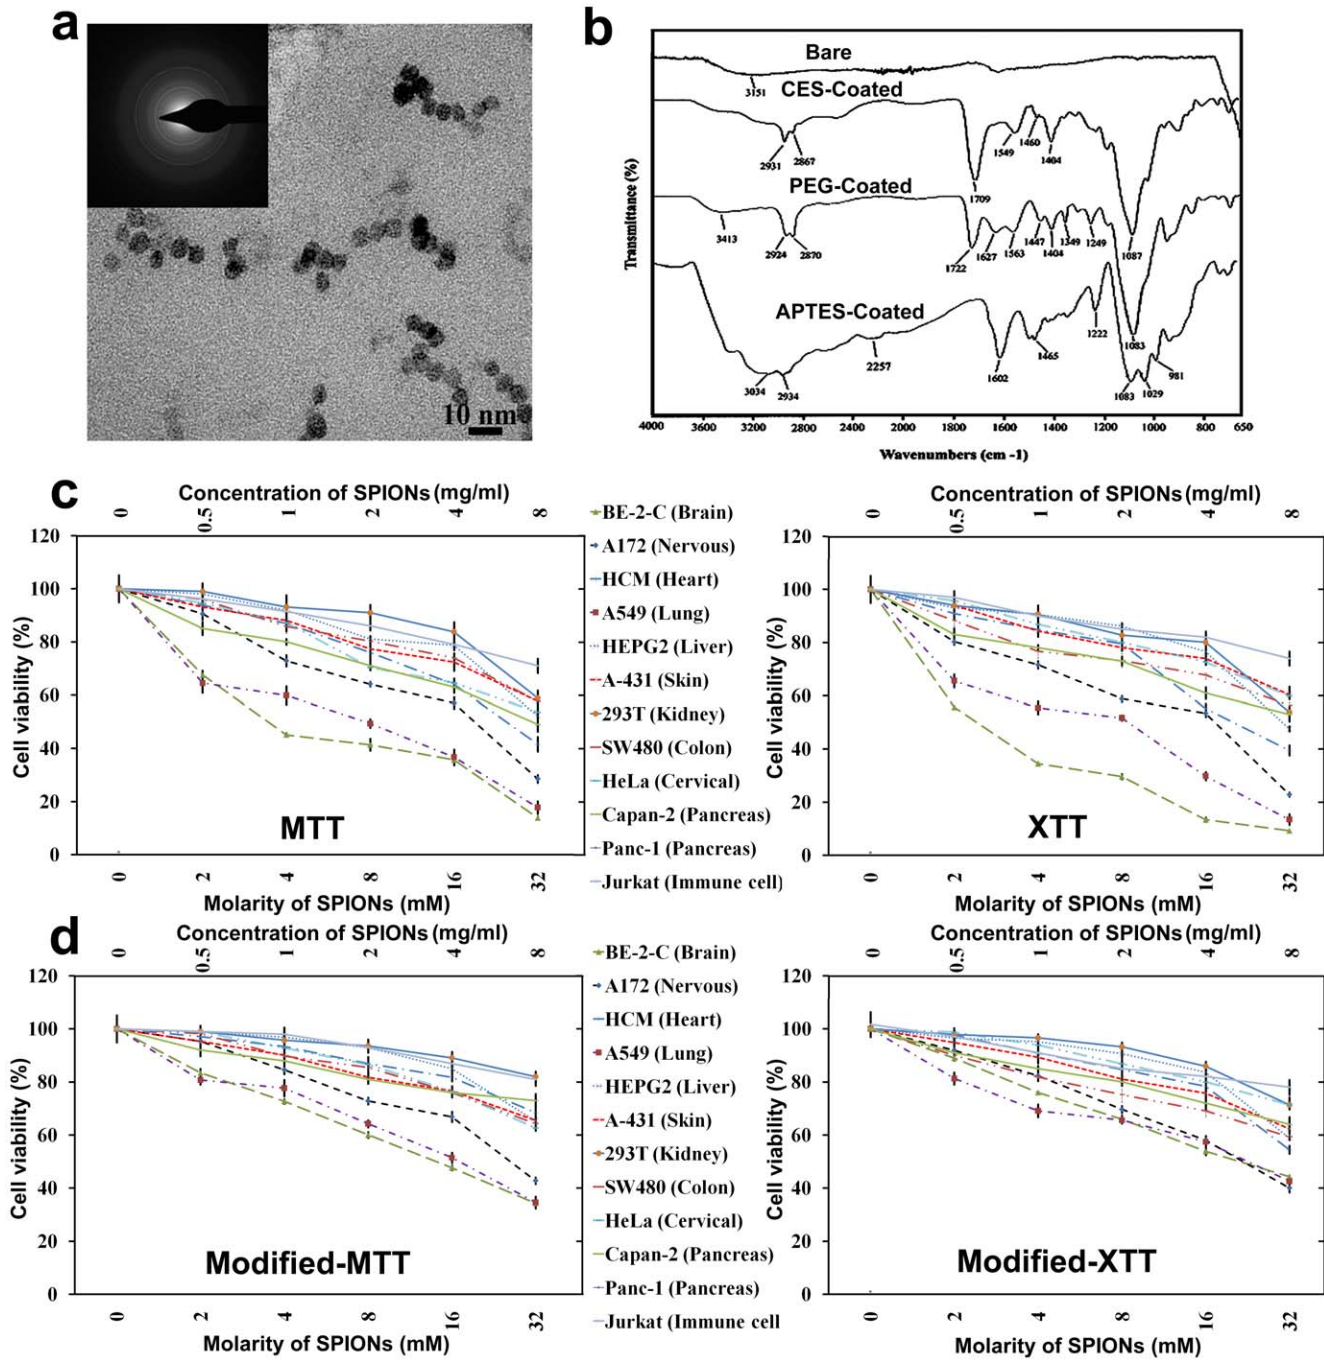 a
10 nm
b
Bare
3151
CES-Coated
2931
2867
1709
1549
1460
1404
1087
PEG-Coated
3413
2924
2870
1722
1627
1563
1447
1404
1349
1249
1083
APTES-Coated
3034
2934
2257
1602
1465
1222
1083
1029
981
Transmittance (%)
4000 3600 3200 2800 2400 2000 1800 1600 1400 1200 1000 800 650
Wavenumbers (cm -1)
c
Concentration of SPIONs (mg/ml)
0 0.5 1 2 4 8
120
100
80
60
40
20
0
Cell viability (%)
MTT
0 2 4 8 16 32
Molarity of SPIONs (mM)
BE-2-C (Brain)
A172 (Nervous)
HCM (Heart)
A549 (Lung)
HEPG2 (Liver)
A-431 (Skin)
293T (Kidney)
SW480 (Colon)
HeLa (Cervical)
Capan-2 (Pancreas)
Panc-1 (Pancreas)
Jurkat (Immune cell)
Concentration of SPIONs (mg/ml)
0 0.5 1 2 4 8
120
100
80
60
40
20
0
Cell viability (%)
XTT
0 2 4 8 16 32
Molarity of SPIONs (mM)
d
Concentration of SPIONs (mg/ml)
0 0.5 1 2 4 8
120
100
80
60
40
20
0
Cell viability (%)
Modified-MTT
0 2 4 8 16 32
Molarity of SPIONs (mM)
BE-2-C (Brain)
A172 (Nervous)
HCM (Heart)
A549 (Lung)
HEPG2 (Liver)
A-431 (Skin)
293T (Kidney)
SW480 (Colon)
HeLa (Cervical)
Capan-2 (Pancreas)
Panc-1 (Pancreas)
Jurkat (Immune cell
Concentration of SPIONs (mg/ml)
0 0.5 1 2 4 8
120
100
80
60
40
20
0
Cell viability (%)
Modified-XTT
0 2 4 8 16 32
Molarity of SPIONs (mM)